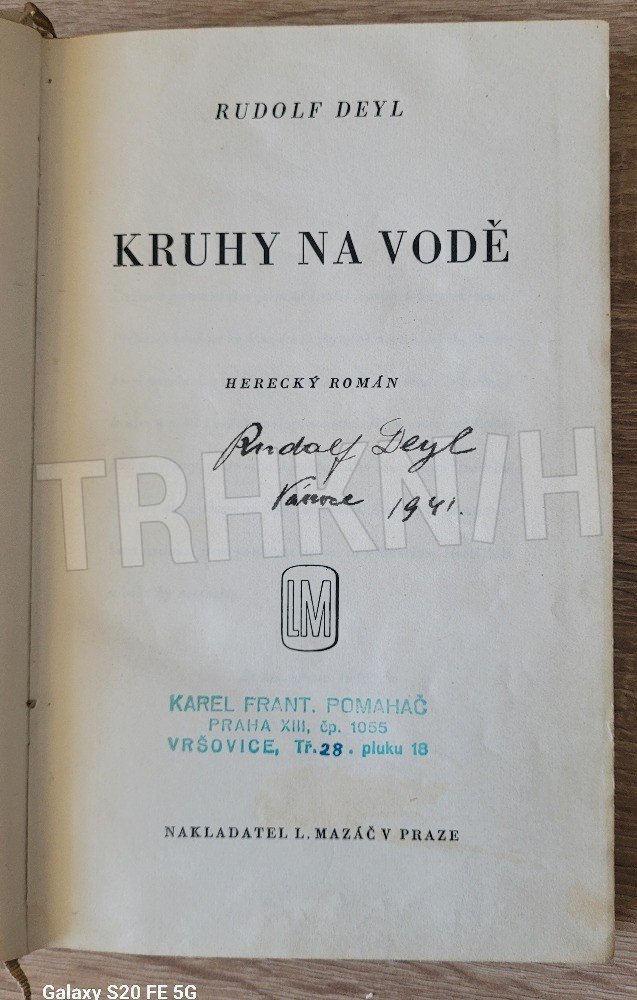 RUDOLF DEYL
KRUHY NA VODĚ
HERECKÝ ROMÁN
Rudolf Deyl
Vánoce 1941.
TRHKNIH
LM
KAREL FRANT. POMAHAČ
PRAHA XIII, čp. 1055
VRŠOVICE, Tř. 28. pluku 18
NAKLADATEL L. MAZÁČ V PRAZE
Galaxy S20 FE 5G